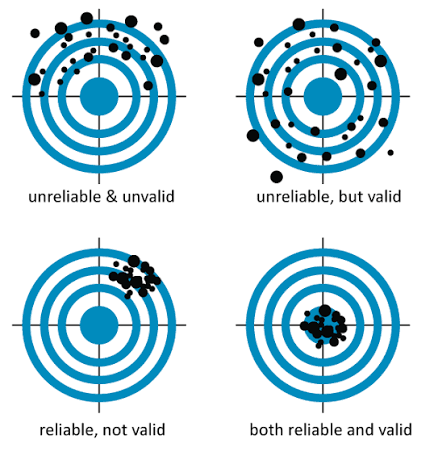 unreliable & unvalid
unreliable, but valid
reliable, not valid
both reliable and valid